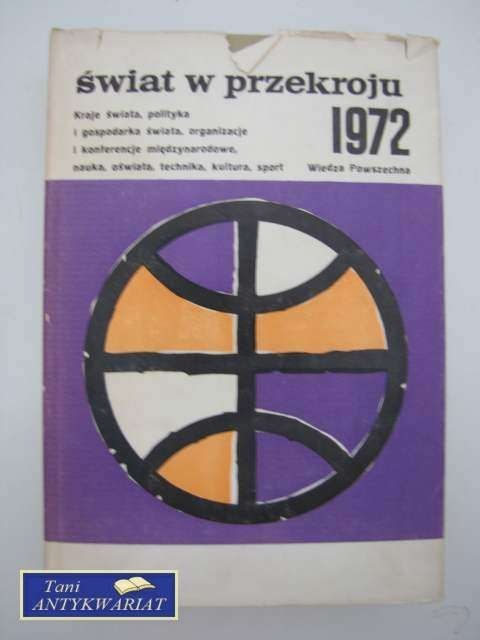 świat w przekroju
1972
Kraje świata, polityka
i gospodarka świata, organizacje
i konferencje międzynarodowe,
nauka, oświata, technika, kultura, sport
Wiedza Powszechna
Tani
ANTYKWARIAT